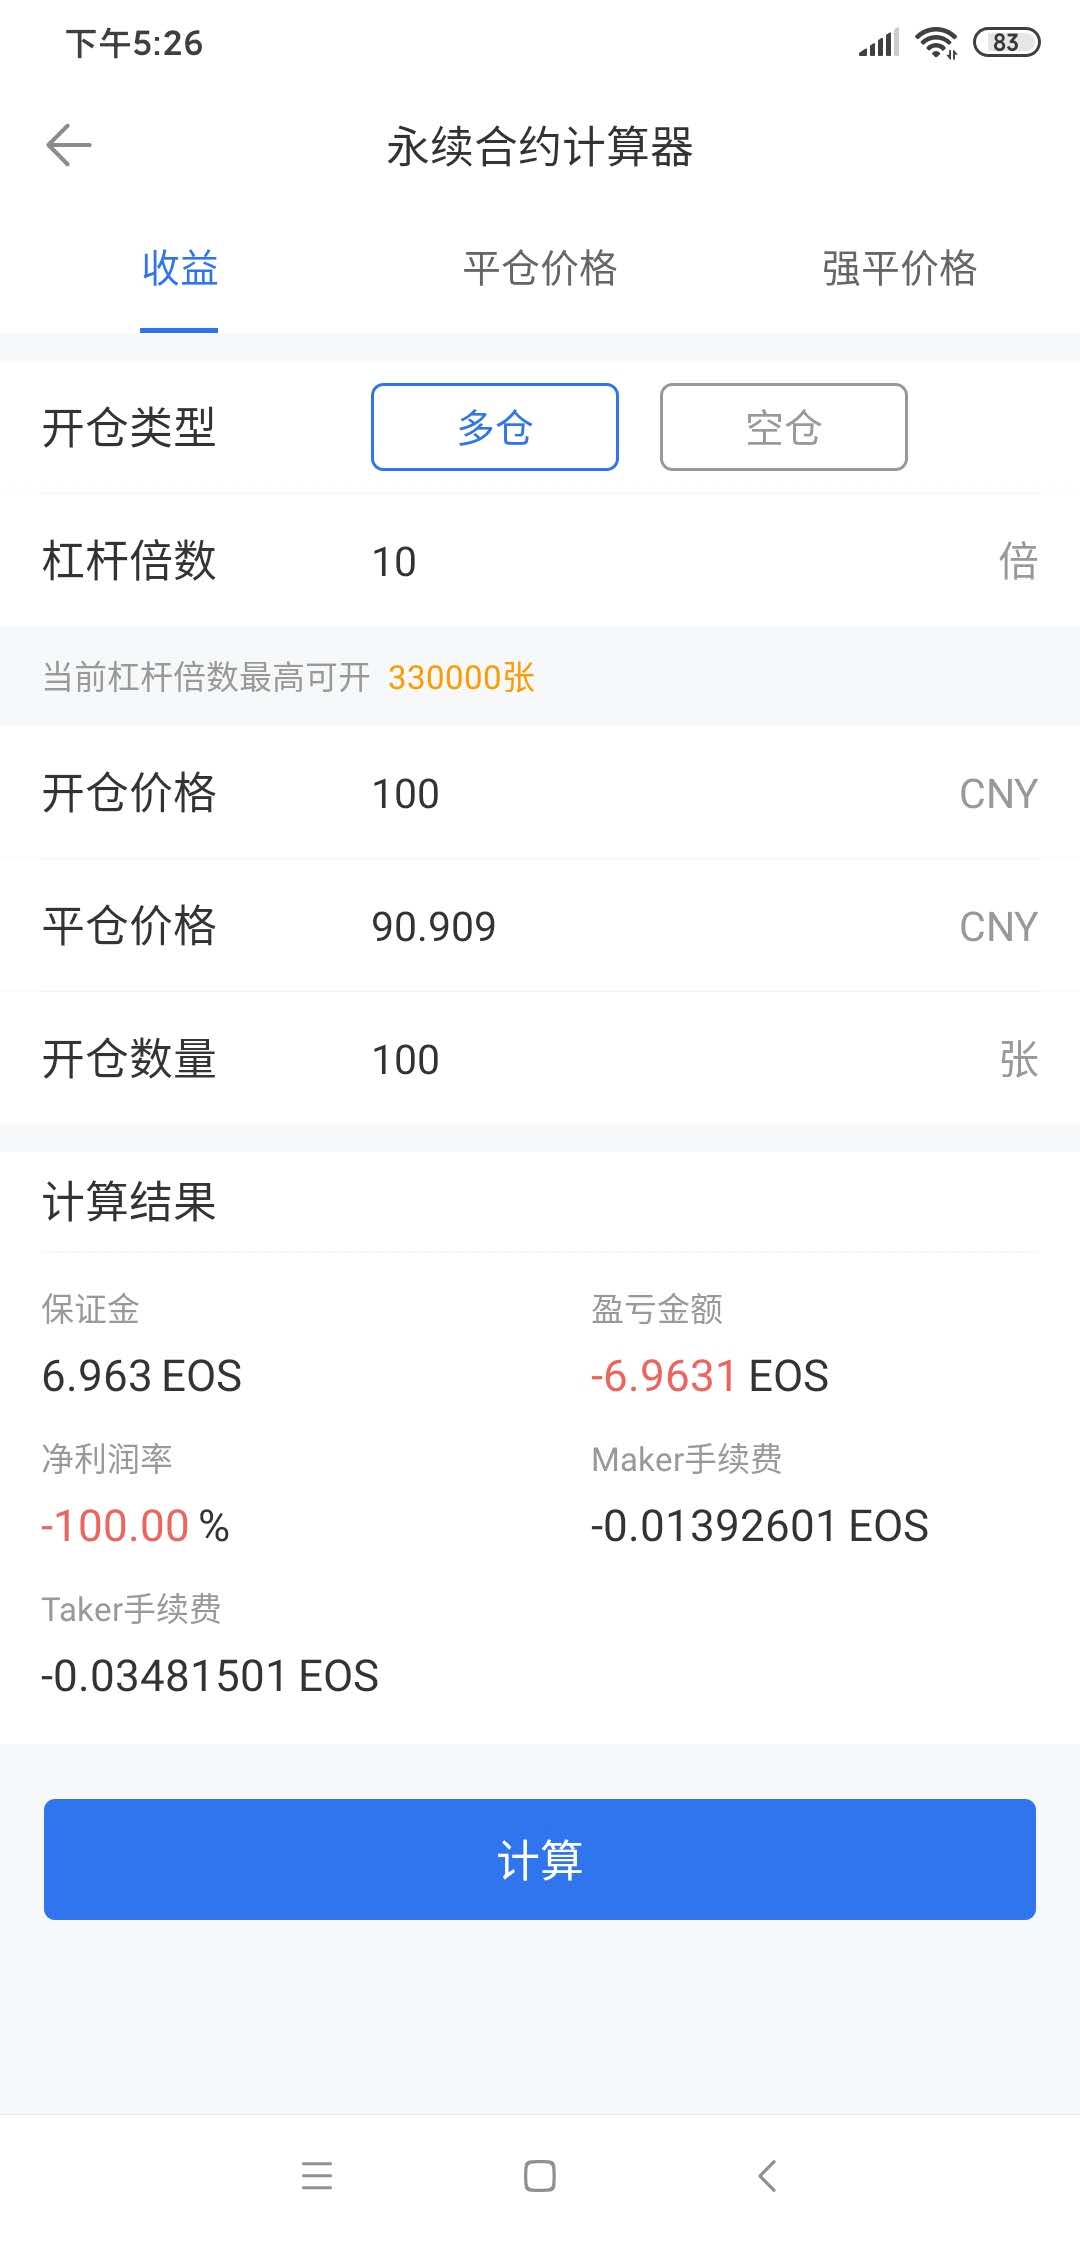 下午5:26
83
永续合约计算器
收益 平仓价格 强平价格
开仓类型 多仓 空仓
杠杆倍数 10 倍
当前杠杆倍数最高可开 330000张
开仓价格 100 CNY
平仓价格 90.909 CNY
开仓数量 100 张
计算结果
保证金 盈亏金额
6.963 EOS -6.9631 EOS
净利润率 Maker手续费
-100.00 % -0.01392601 EOS
Taker手续费
-0.03481501 EOS
计算